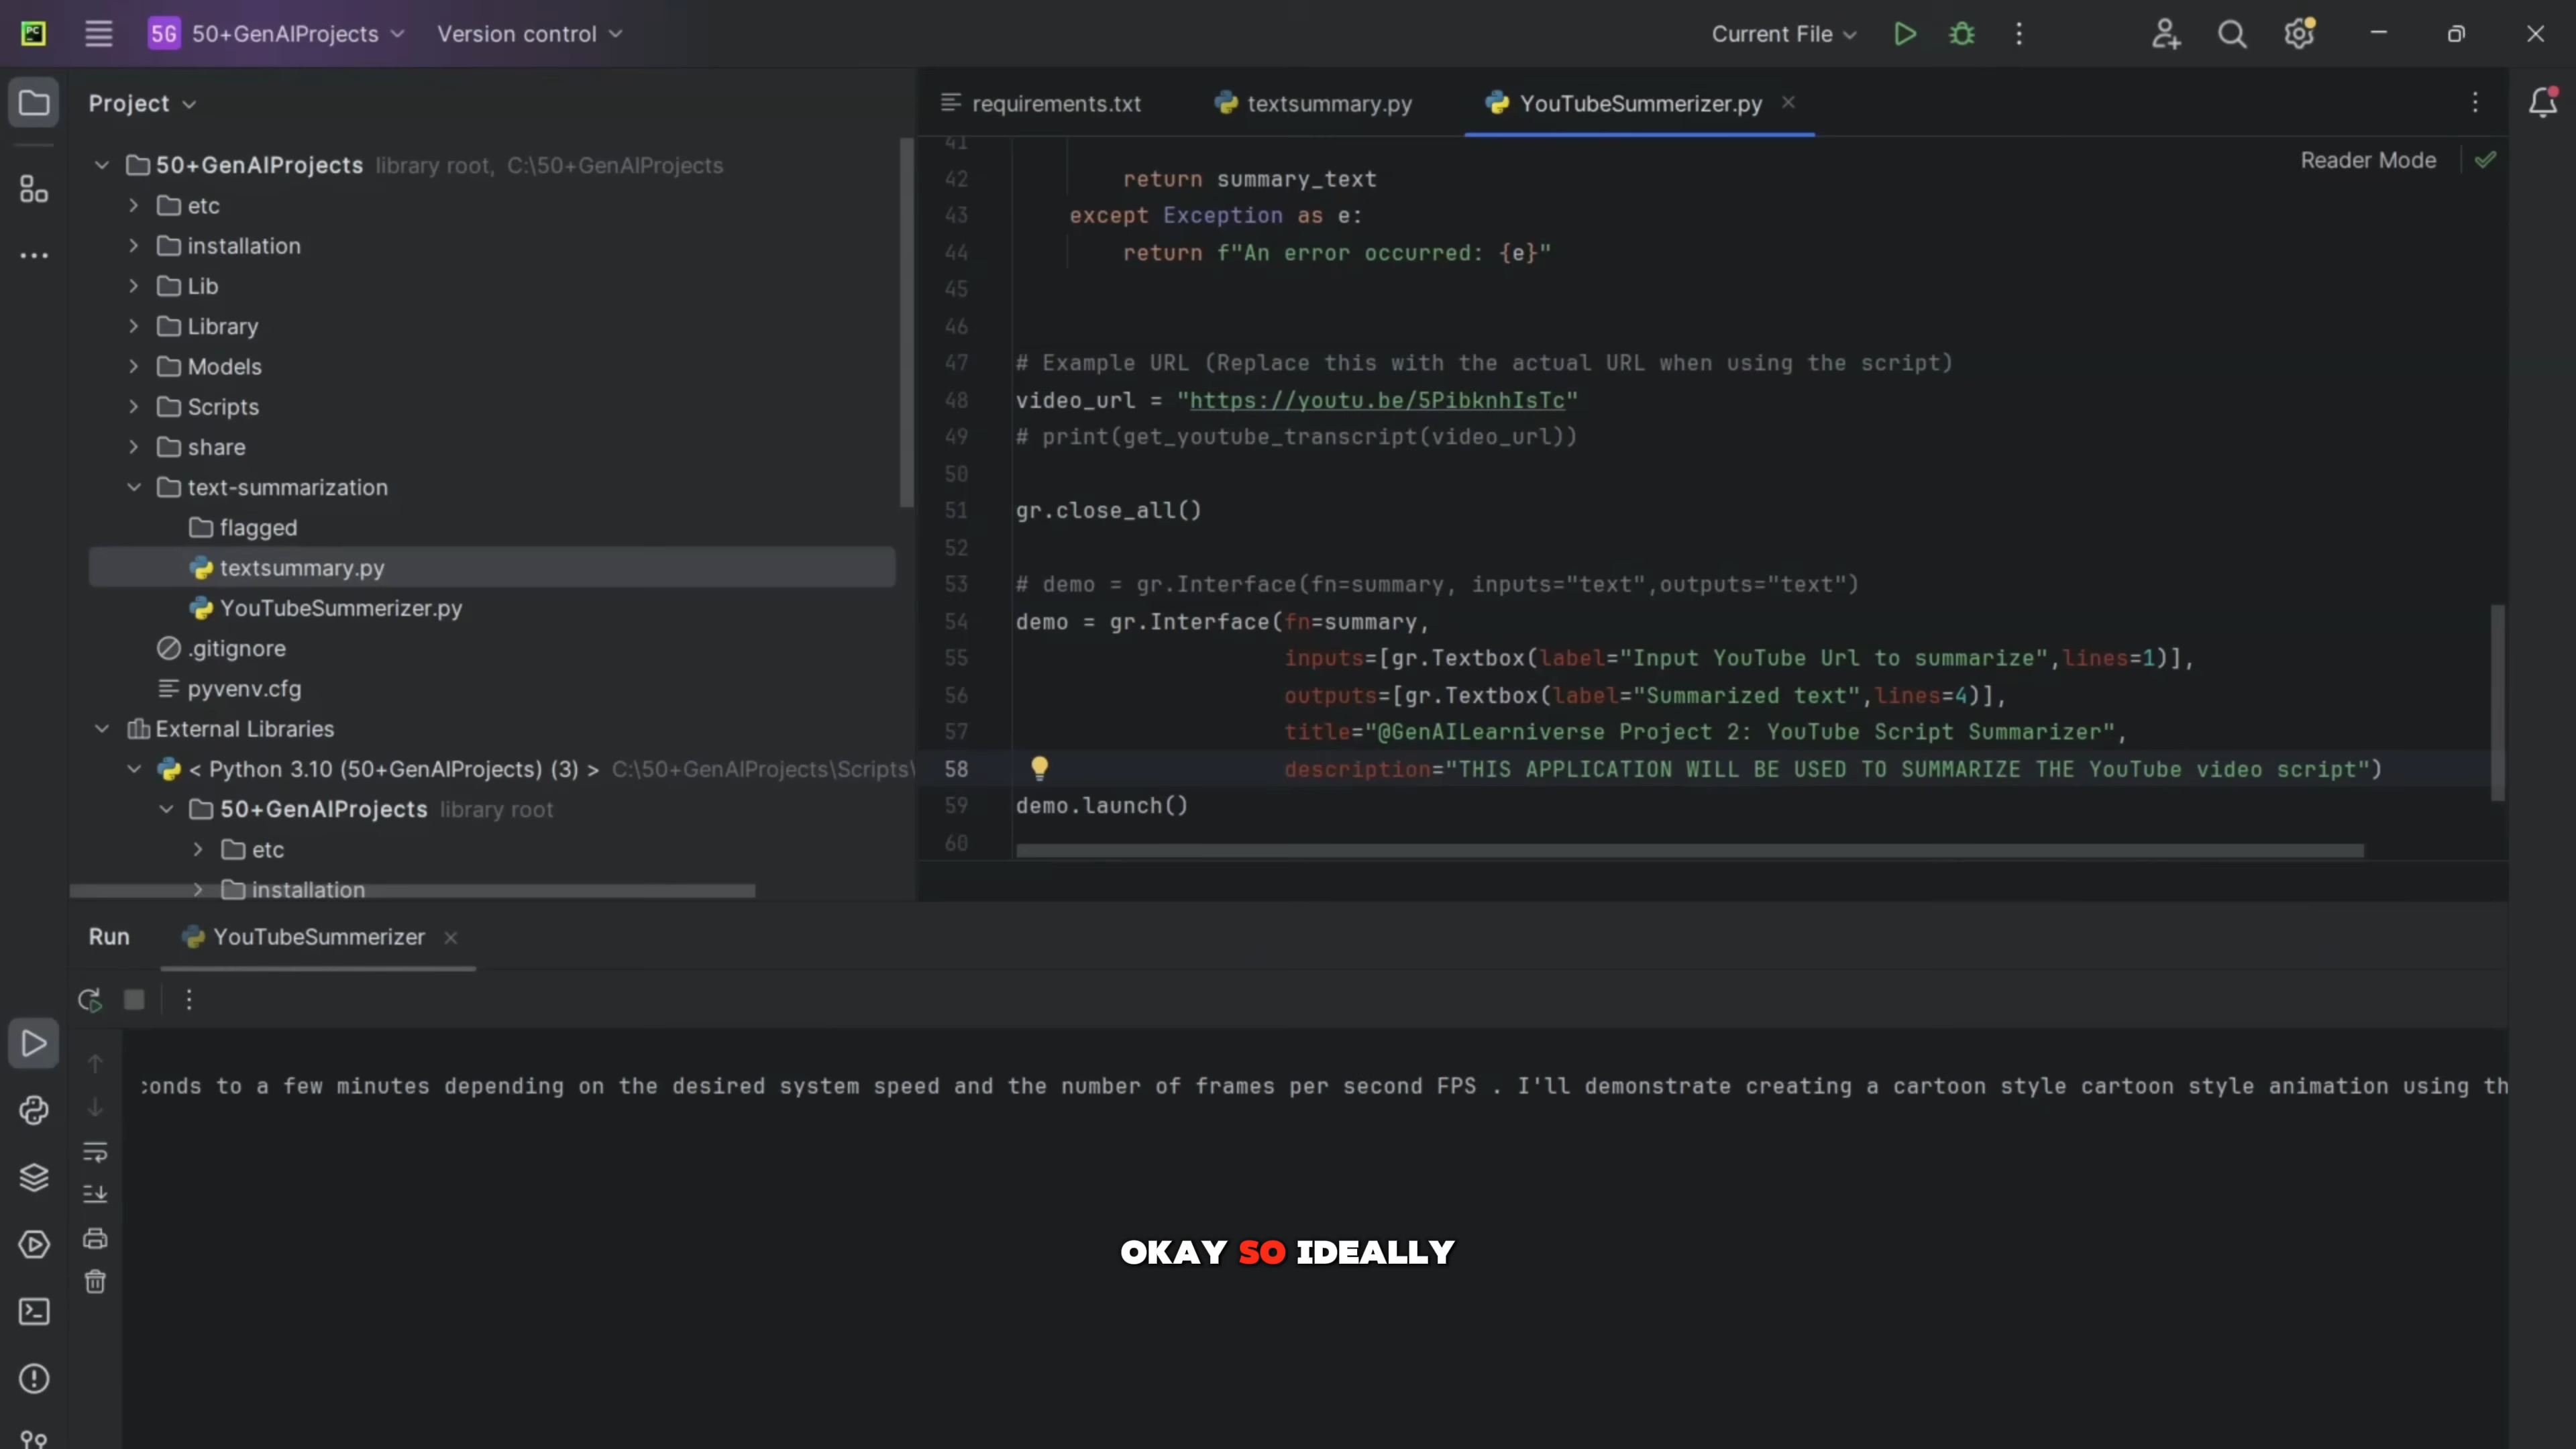 PC
5G 50+GenAIProjects Version control Current File
Project
requirements.txt textsummary.py YouTubeSummerizer.py
Reader Mode
50+GenAIProjects library root, C:\50+GenAIProjects
etc
installation
Lib
Library
Models
Scripts
share
text-summarization
flagged
textsummary.py
YouTubeSummerizer.py
.gitignore
pyvenv.cfg
External Libraries
< Python 3.10 (50+GenAIProjects) (3) > C:\50+GenAIProjects\Scripts\
50+GenAIProjects library root
etc
installation
41
42 return summary_text
43 except Exception as e:
44 return f"An error occurred: {e}"
45
46
47 # Example URL (Replace this with the actual URL when using the script)
48 video_url = "https://youtu.be/5PibknhIsTc"
49 # print(get_youtube_transcript(video_url))
50
51 gr.close_all()
52
53 # demo = gr.Interface(fn=summary, inputs="text",outputs="text")
54 demo = gr.Interface(fn=summary,
55 inputs=[gr.Textbox(label="Input YouTube Url to summarize",lines=1)],
56 outputs=[gr.Textbox(label="Summarized text",lines=4)],
57 title="@GenAILearniverse Project 2: YouTube Script Summarizer",
58 description="THIS APPLICATION WILL BE USED TO SUMMARIZE THE YouTube video script")
59 demo.launch()
60
Run YouTubeSummerizer
conds to a few minutes depending on the desired system speed and the number of frames per second FPS . I'll demonstrate creating a cartoon style cartoon style animation using th
OKAY SO IDEALLY